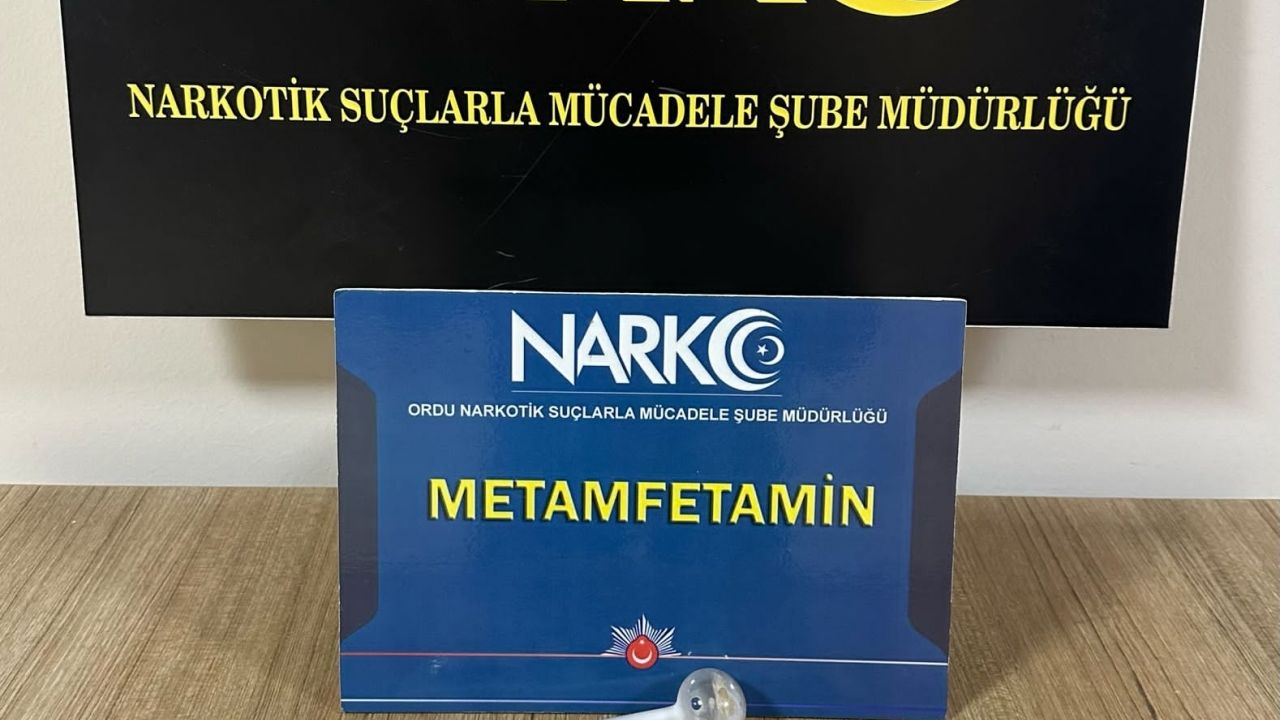 NARKOTİK SUÇLARLA MÜCADELE ŞUBE MÜDÜRLÜĞÜ
NARKO
ORDU NARKOTİK SUÇLARLA MÜCADELE ŞUBE MÜDÜRLÜĞÜ
METAMFETAMİN